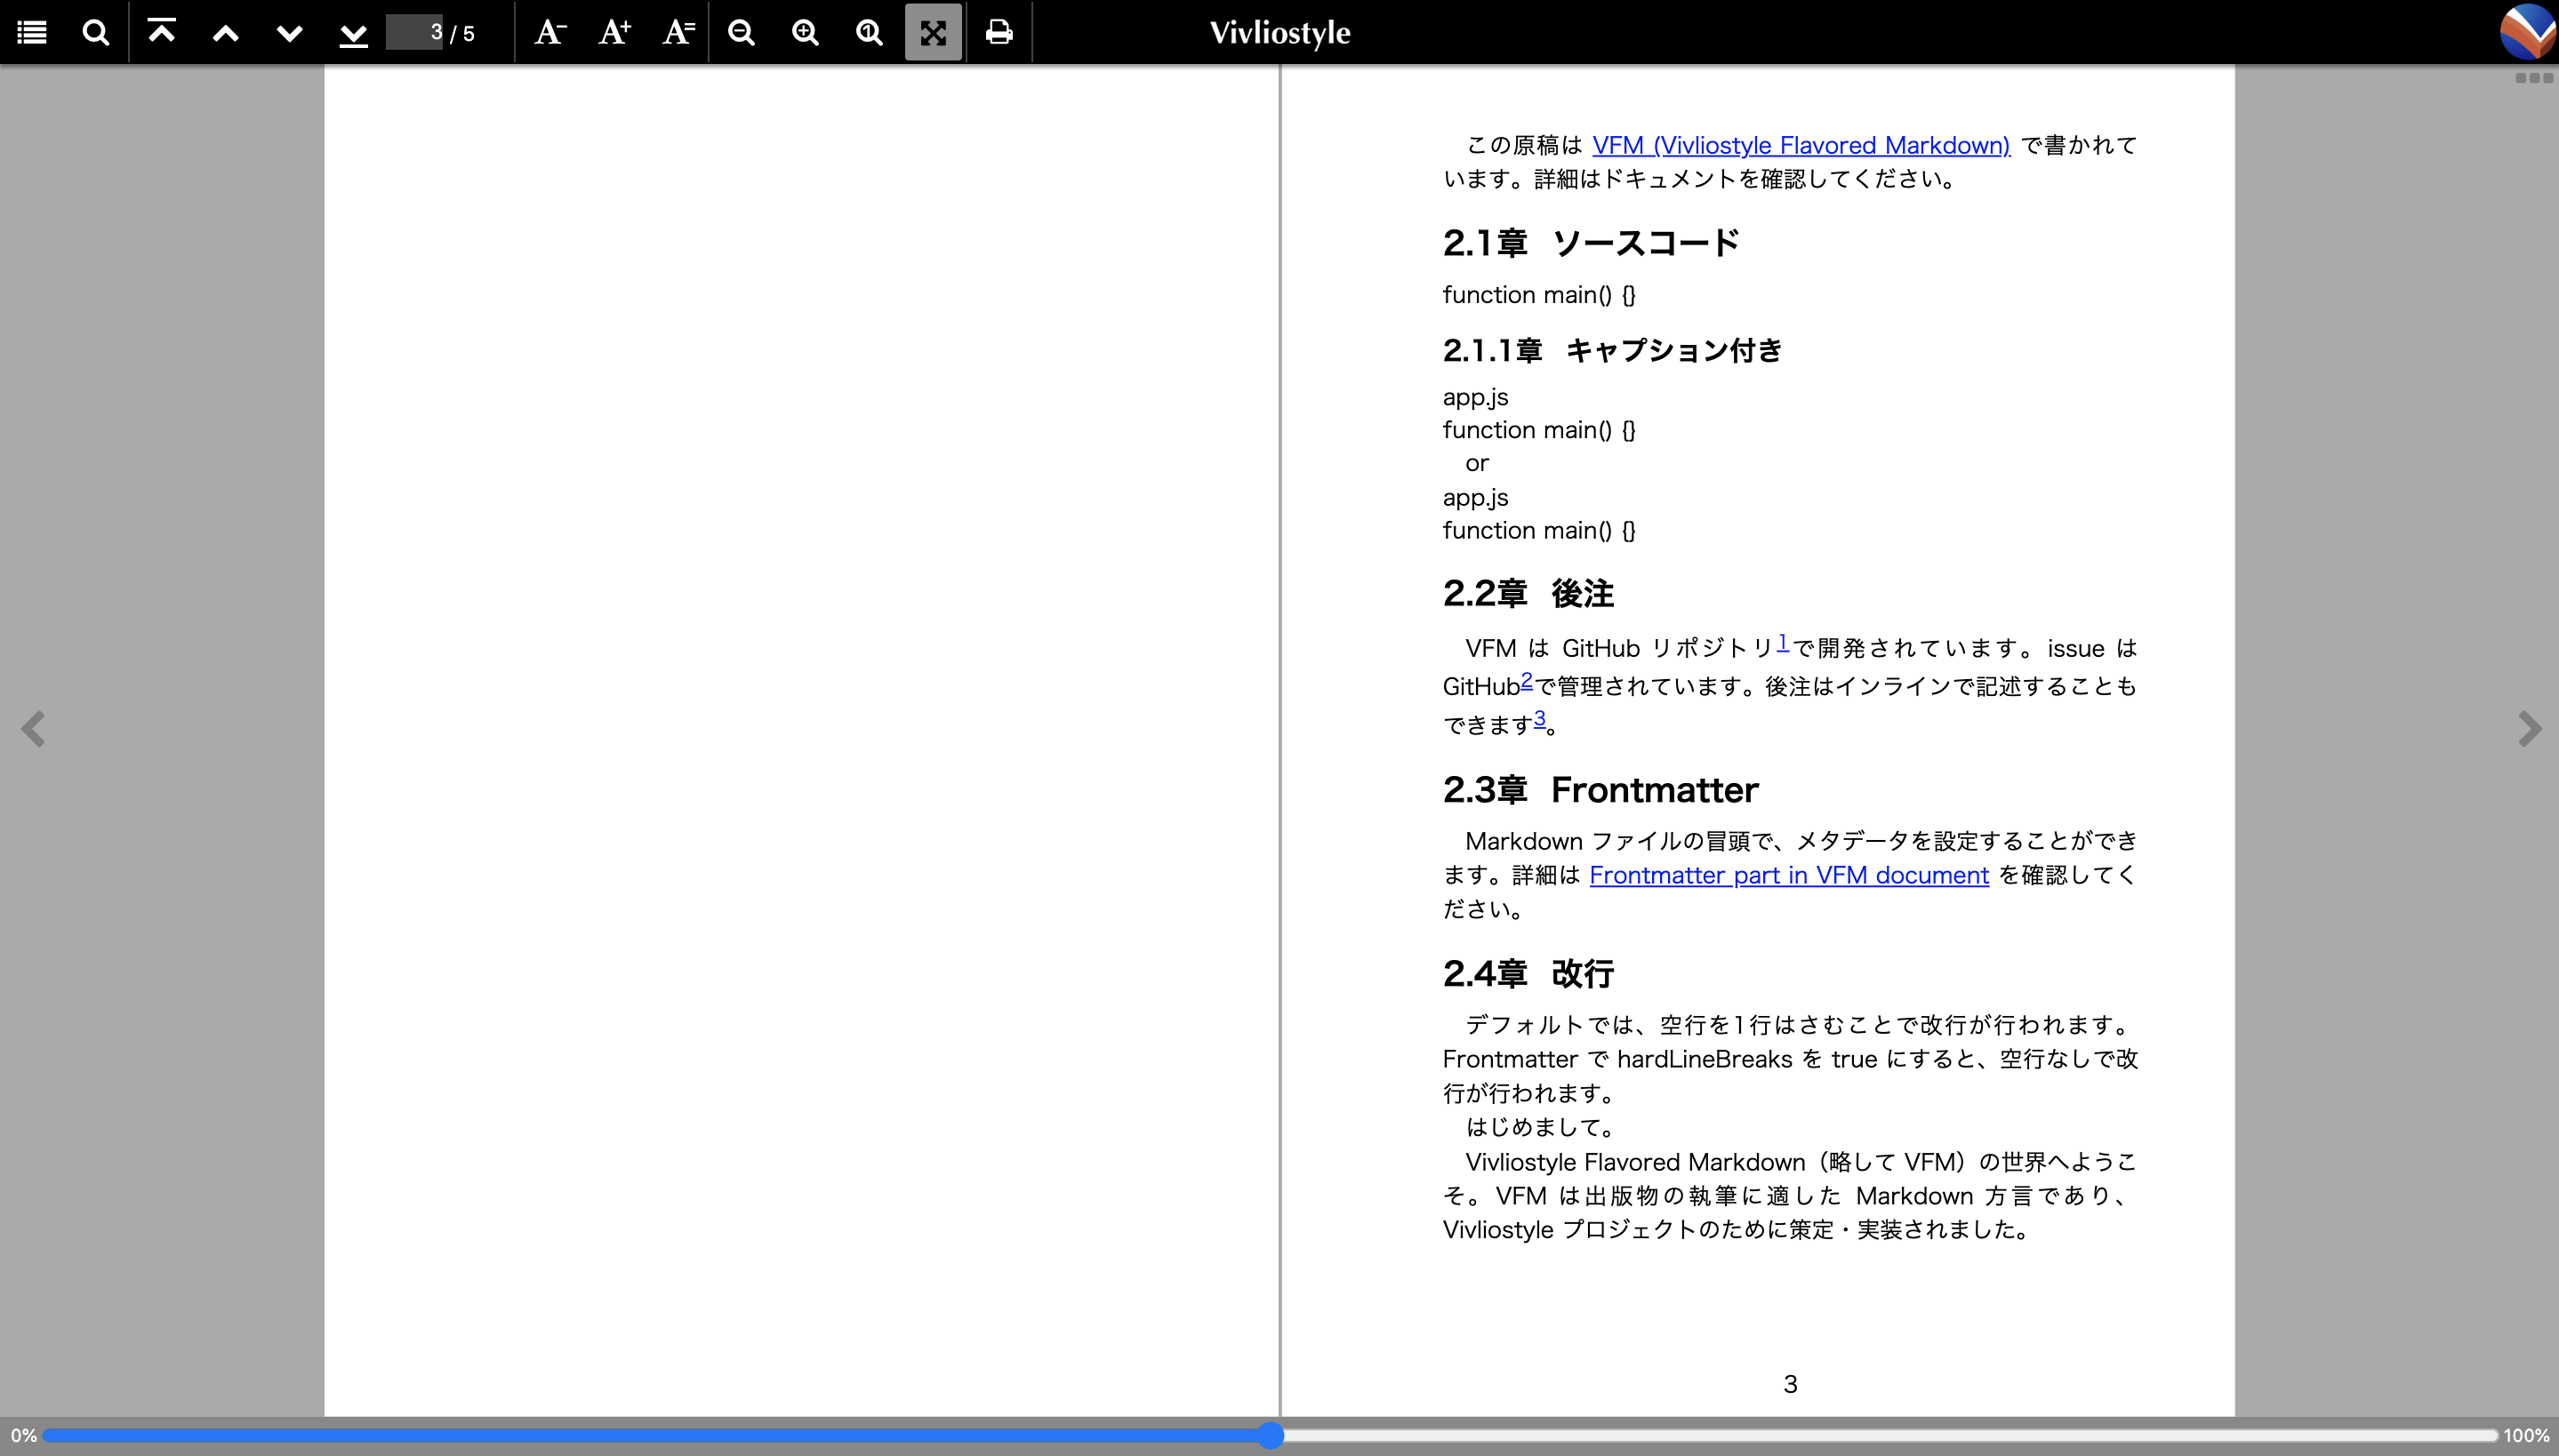 3 / 5
A− A+ A=
Vivliostyle
この原稿は VFM (Vivliostyle Flavored Markdown) で書かれて
います。詳細はドキュメントを確認してください。
2.1章 ソースコード
function main() {}
2.1.1章 キャプション付き
app.js
function main() {}
or
app.js
function main() {}
2.2章 後注
VFM は GitHub リポジトリ1で開発されています。issue は
GitHub2で管理されています。後注はインラインで記述することも
できます3。
2.3章 Frontmatter
Markdown ファイルの冒頭で、メタデータを設定することができ
ます。詳細は Frontmatter part in VFM document を確認してく
ださい。
2.4章 改行
デフォルトでは、空行を1行はさむことで改行が行われます。
Frontmatter で hardLineBreaks を true にすると、空行なしで改
行が行われます。
はじめまして。
Vivliostyle Flavored Markdown（略して VFM）の世界へようこ
そ。VFM は出版物の執筆に適した Markdown 方言であり、
Vivliostyle プロジェクトのために策定・実装されました。
3
0% 100%